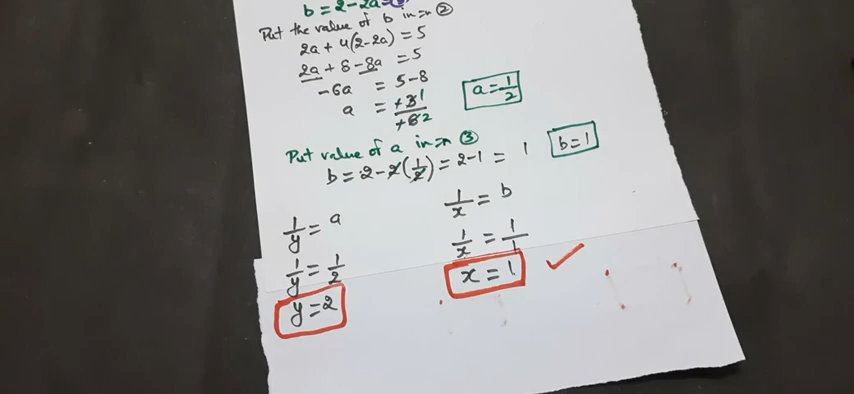 b = 2 - 2a - ③
Put the value of b in =n ②
2a + 4(2-2a) = 5
2a + 8 - 8a = 5
-6a = 5-8
a = +31/+62
a = 1/2
Put value of a in =n ③
b = 2 - 2(1/2) = 2-1 = 1
b = 1
1/y = a
1/x = b
1/y = 1/2
1/x = 1/1
y = 2
x = 1 ✓